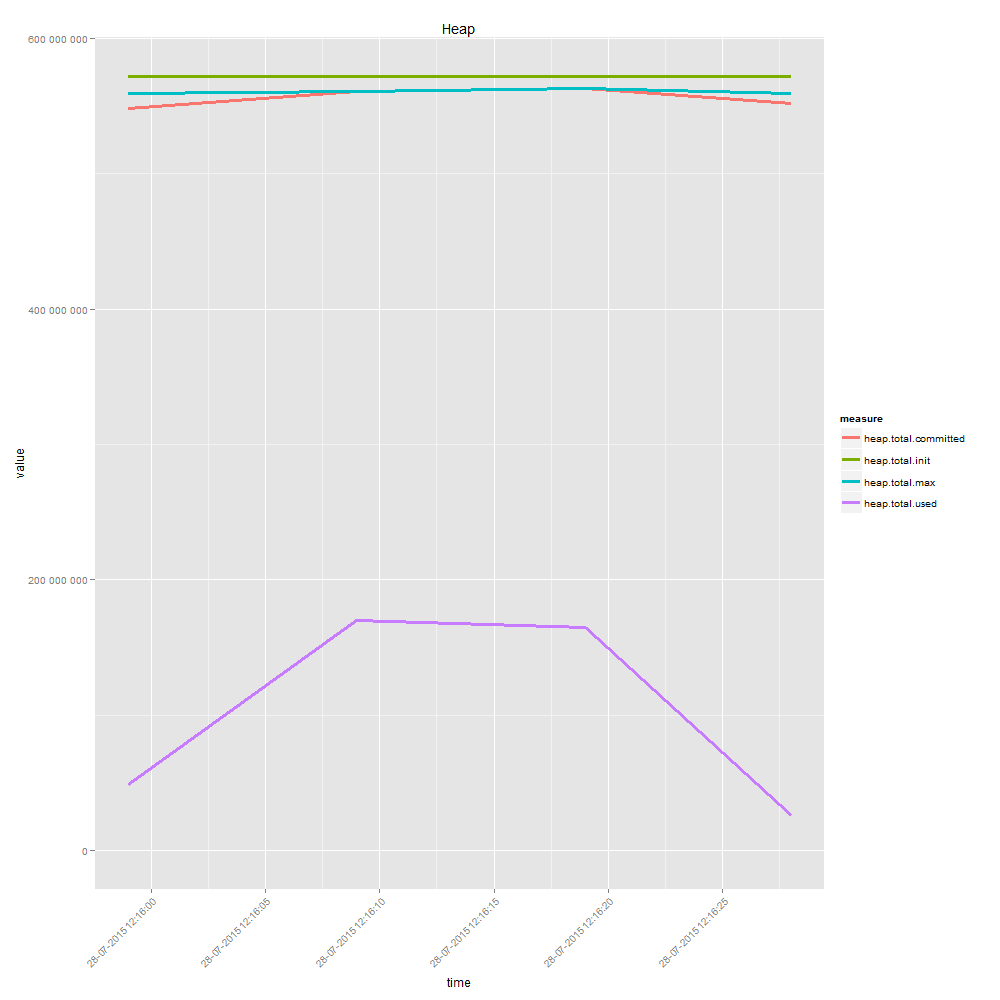 Heap
600 000 000
400 000 000
200 000 000
0
value
28-07-2015 12:16:00
28-07-2015 12:16:05
28-07-2015 12:16:10
28-07-2015 12:16:15
28-07-2015 12:16:20
28-07-2015 12:16:25
time
measure
heap.total.committed
heap.total.init
heap.total.max
heap.total.used